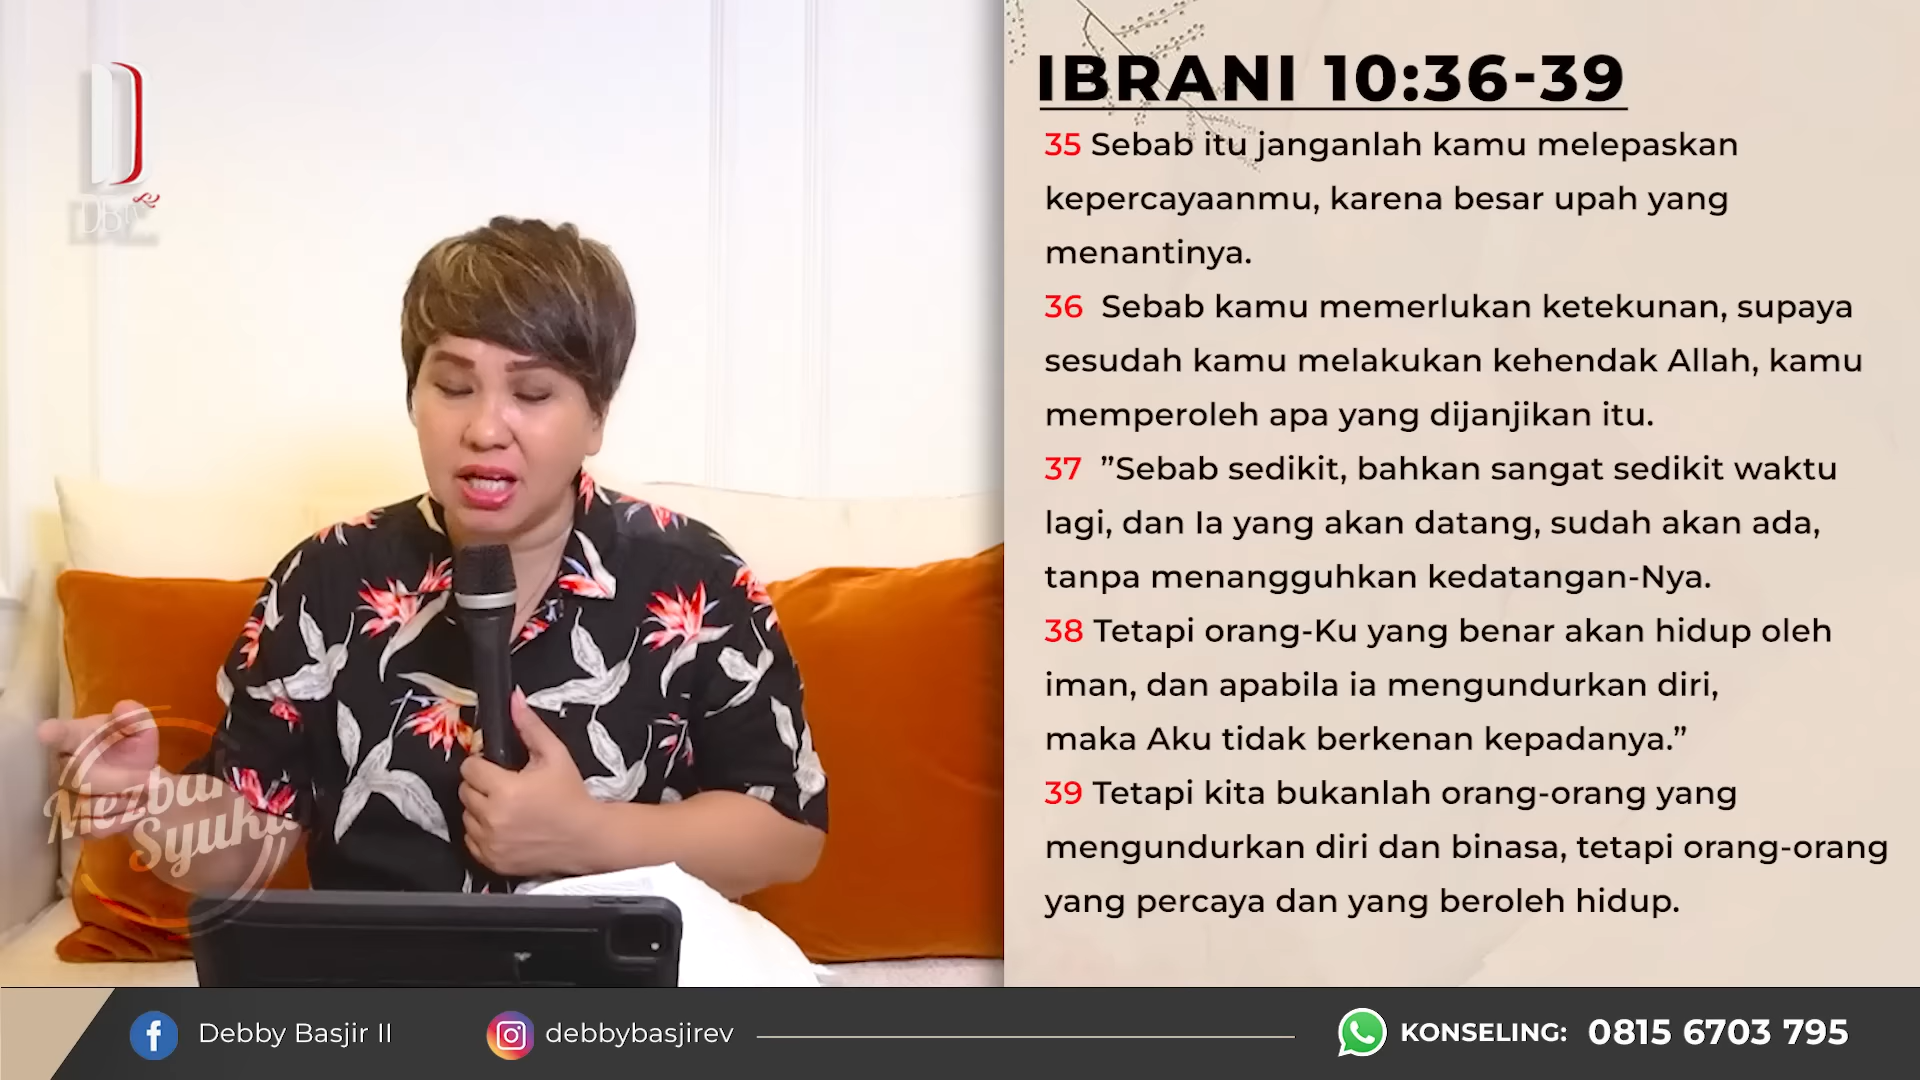 IBRANI 10:36-39
35 Sebab itu janganlah kamu melepaskan
kepercayaanmu, karena besar upah yang
menantinya.
36 Sebab kamu memerlukan ketekunan, supaya
sesudah kamu melakukan kehendak Allah, kamu
memperoleh apa yang dijanjikan itu.
37 ”Sebab sedikit, bahkan sangat sedikit waktu
lagi, dan Ia yang akan datang, sudah akan ada,
tanpa menangguhkan kedatangan-Nya.
38 Tetapi orang-Ku yang benar akan hidup oleh
iman, dan apabila ia mengundurkan diri,
maka Aku tidak berkenan kepadanya.”
39 Tetapi kita bukanlah orang-orang yang
mengundurkan diri dan binasa, tetapi orang-orang
yang percaya dan yang beroleh hidup.
Mezbah
Syukur
Debby Basjir II
debbybasjirev
KONSELING: 0815 6703 795